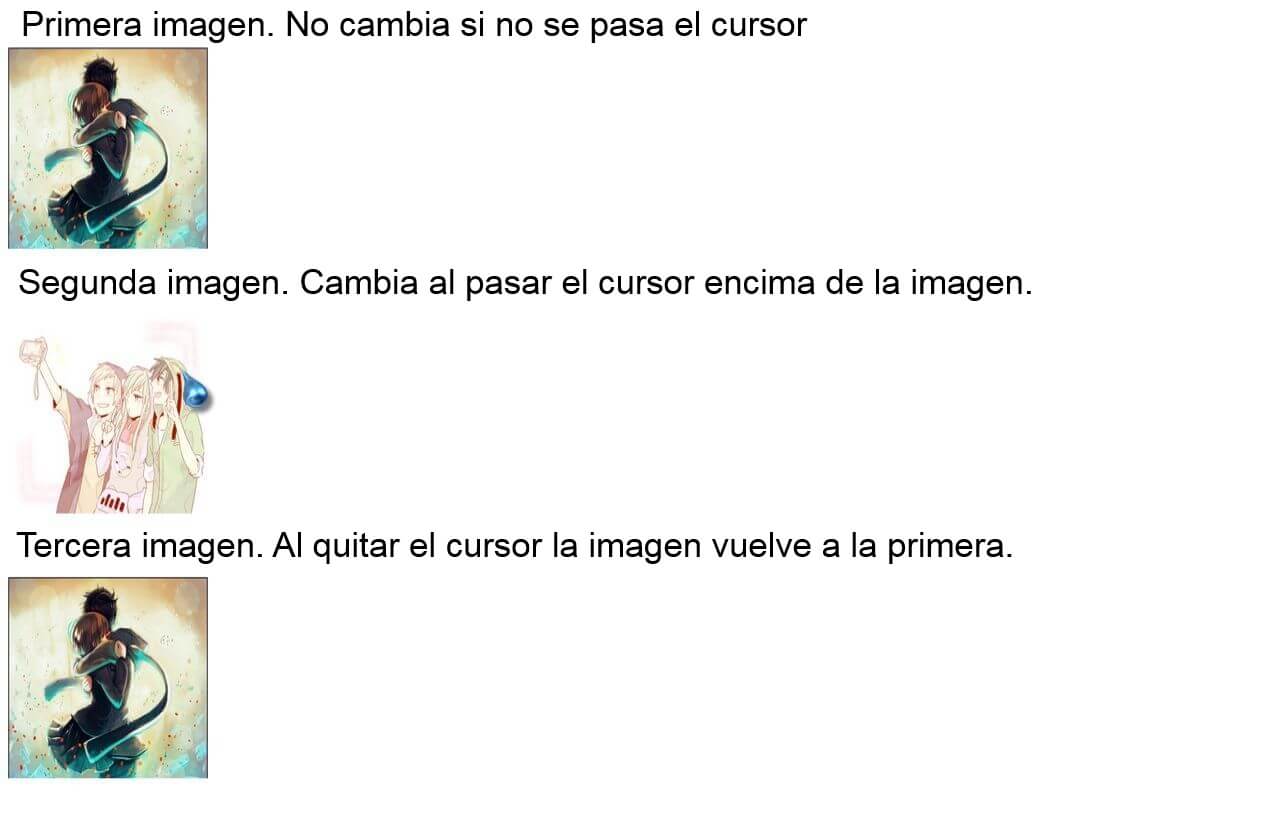 Primera imagen. No cambia si no se pasa el cursor
Segunda imagen. Cambia al pasar el cursor encima de la imagen.
Tercera imagen. Al quitar el cursor la imagen vuelve a la primera.